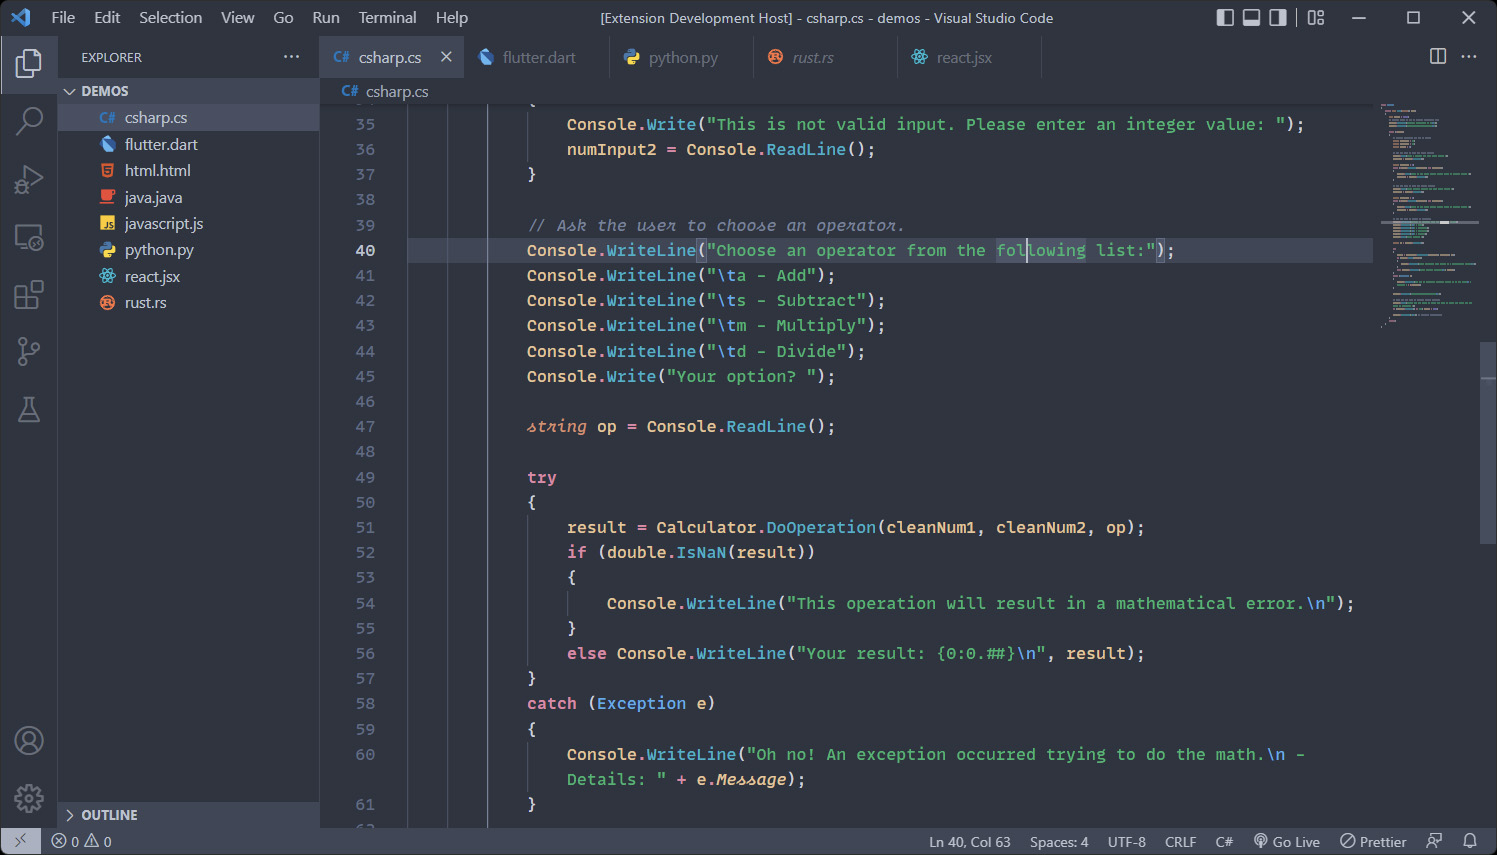 File Edit Selection View Go Run Terminal Help [Extension Development Host] - csharp.cs - demos - Visual Studio Code
EXPLORER ···
C# csharp.cs flutter.dart python.py rust.rs react.jsx
DEMOS
C# csharp.cs
flutter.dart
html.html
java.java
JS javascript.js
python.py
react.jsx
rust.rs
OUTLINE
C# csharp.cs
{
35 Console.Write("This is not valid input. Please enter an integer value: ");
36 numInput2 = Console.ReadLine();
37 }
38
39 // Ask the user to choose an operator.
40 Console.WriteLine("Choose an operator from the following list:");
41 Console.WriteLine("\ta - Add");
42 Console.WriteLine("\ts - Subtract");
43 Console.WriteLine("\tm - Multiply");
44 Console.WriteLine("\td - Divide");
45 Console.Write("Your option? ");
46
47 string op = Console.ReadLine();
48
49 try
50 {
51 result = Calculator.DoOperation(cleanNum1, cleanNum2, op);
52 if (double.IsNaN(result))
53 {
54 Console.WriteLine("This operation will result in a mathematical error.\n");
55 }
56 else Console.WriteLine("Your result: {0:0.##}\n", result);
57 }
58 catch (Exception e)
59 {
60 Console.WriteLine("Oh no! An exception occurred trying to do the math.\n -
Details: " + e.Message);
61 }
0 0 Ln 40, Col 63 Spaces: 4 UTF-8 CRLF C# Go Live Prettier